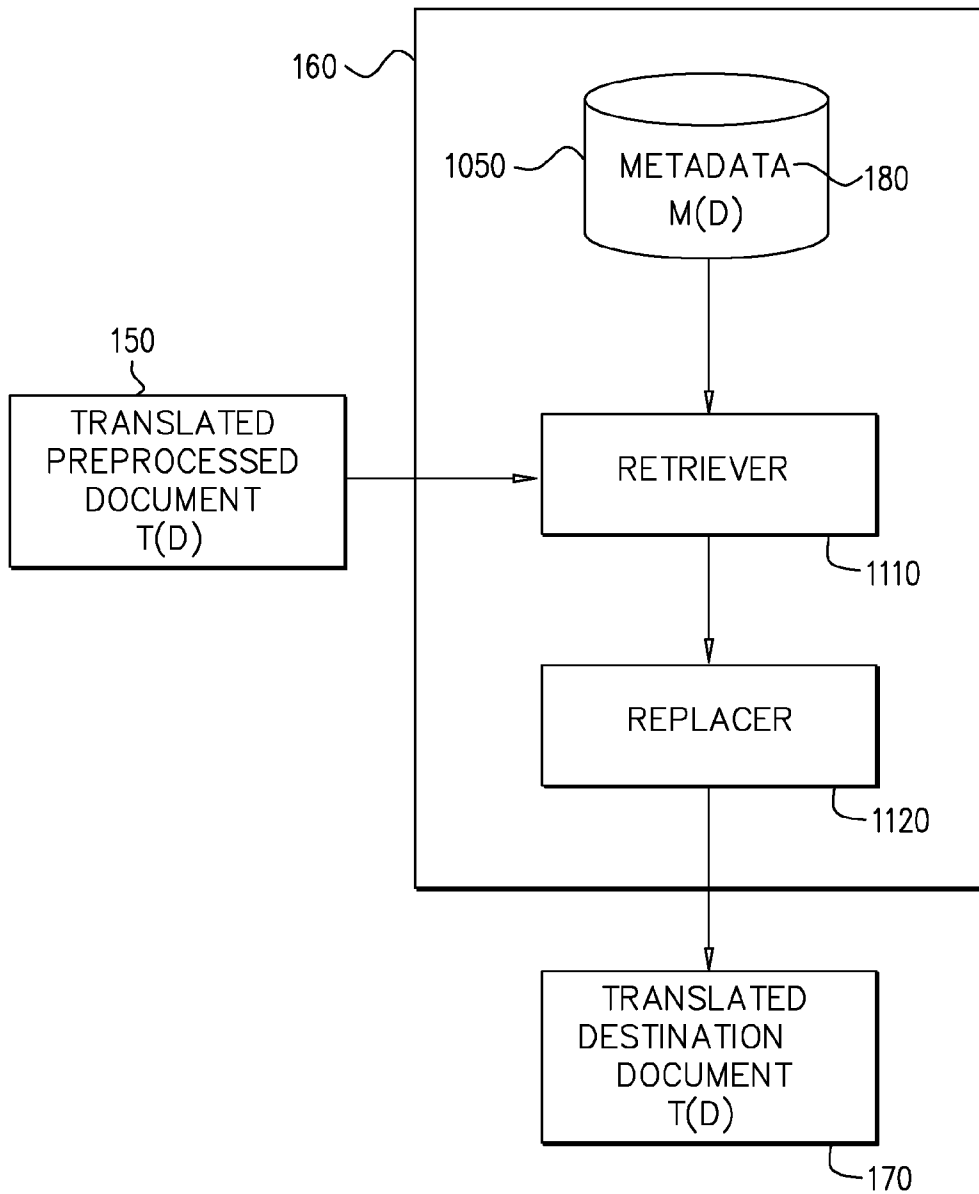 160
1050
METADATA
180
M(D)
150
TRANSLATED
PREPROCESSED
DOCUMENT
T(D)
RETRIEVER
1110
REPLACER
1120
TRANSLATED
DESTINATION
DOCUMENT
T(D)
170